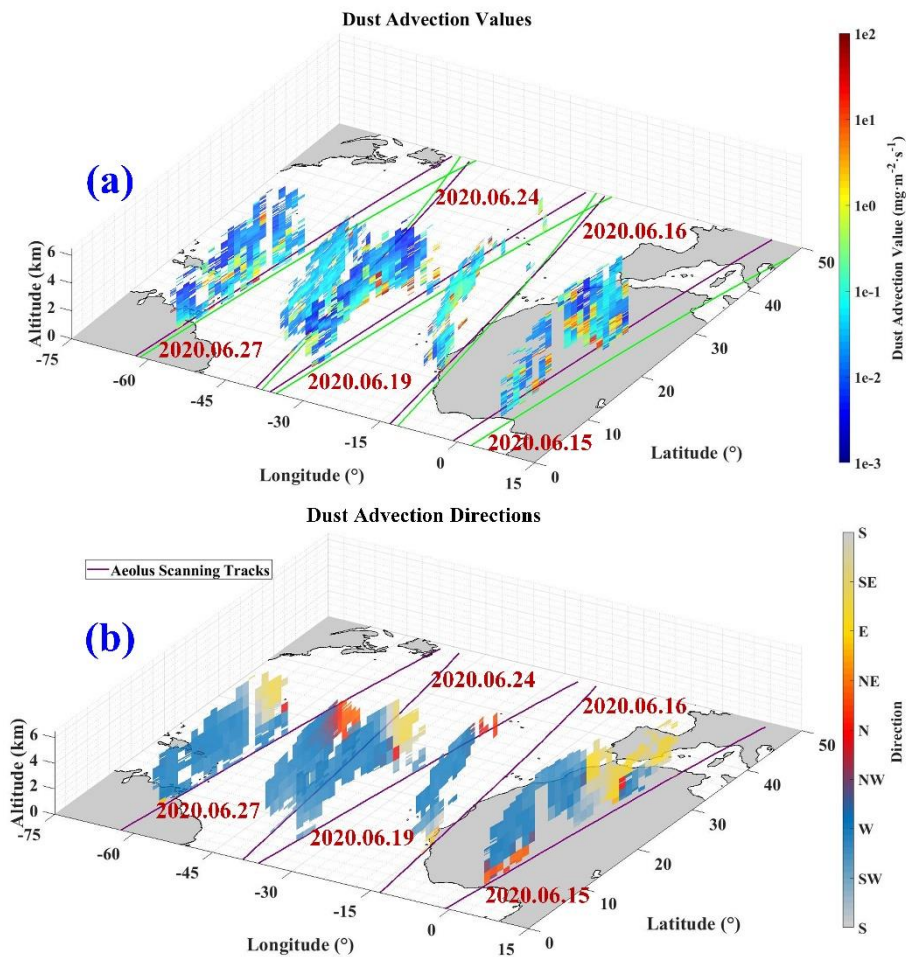 Dust Advection Values
(a)
2020.06.24
2020.06.16
2020.06.27
2020.06.19
2020.06.15
Altitude (km)
6
4
2
0
-75
-60
-45
-30
-15
0
15
Longitude (°)
0
10
20
30
40
50
Latitude (°)
1e2
1e1
1e0
1e-1
1e-2
1e-3
Dust Advection Value (mg·m⁻²·s⁻¹)
Dust Advection Directions
Aeolus Scanning Tracks
(b)
2020.06.24
2020.06.16
2020.06.27
2020.06.19
2020.06.15
Altitude (km)
6
4
2
0
-75
-60
-45
-30
-15
0
15
Longitude (°)
0
10
20
30
40
50
Latitude (°)
S
SE
E
NE
N
NW
W
SW
S
Direction